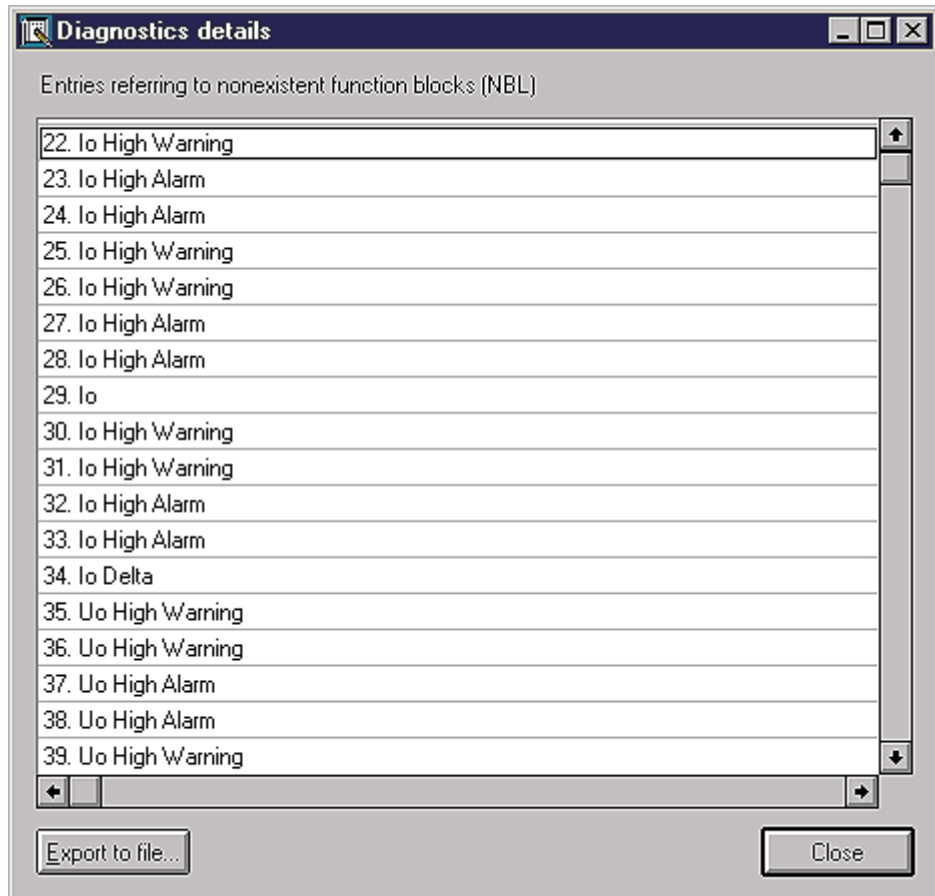 Diagnostics details
Entries referring to nonexistent function blocks (NBL)
22. Io High Warning
23. Io High Alarm
24. Io High Alarm
25. Io High Warning
26. Io High Warning
27. Io High Alarm
28. Io High Alarm
29. Io
30. Io High Warning
31. Io High Warning
32. Io High Alarm
33. Io High Alarm
34. Io Delta
35. Uo High Warning
36. Uo High Warning
37. Uo High Alarm
38. Uo High Alarm
39. Uo High Warning
Export to file... Close